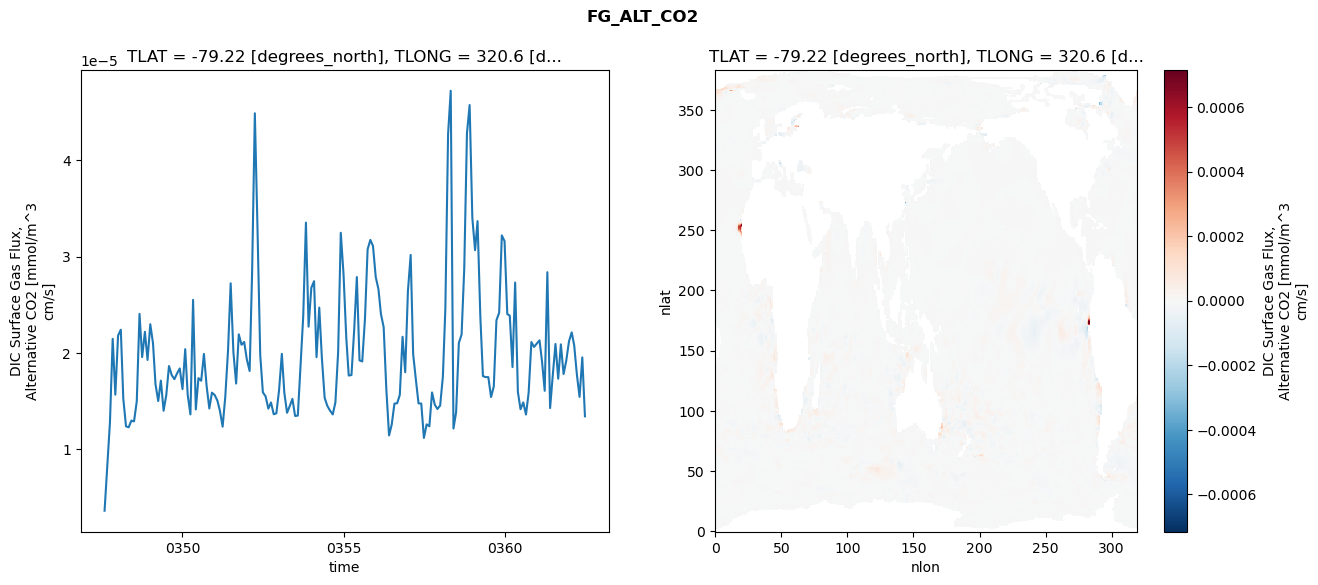 FG_ALT_CO2
TLAT = -79.22 [degrees_north], TLONG = 320.6 [d...
1e−5
4
3
2
1
DIC Surface Gas Flux,
Alternative CO2 [mmol/m^3
cm/s]
0350
0355
0360
time
TLAT = -79.22 [degrees_north], TLONG = 320.6 [d...
350
300
250
200
150
100
50
0
nlat
0
50
100
150
200
250
300
nlon
0.0006
0.0004
0.0002
0.0000
−0.0002
−0.0004
−0.0006
DIC Surface Gas Flux,
Alternative CO2 [mmol/m^3
cm/s]